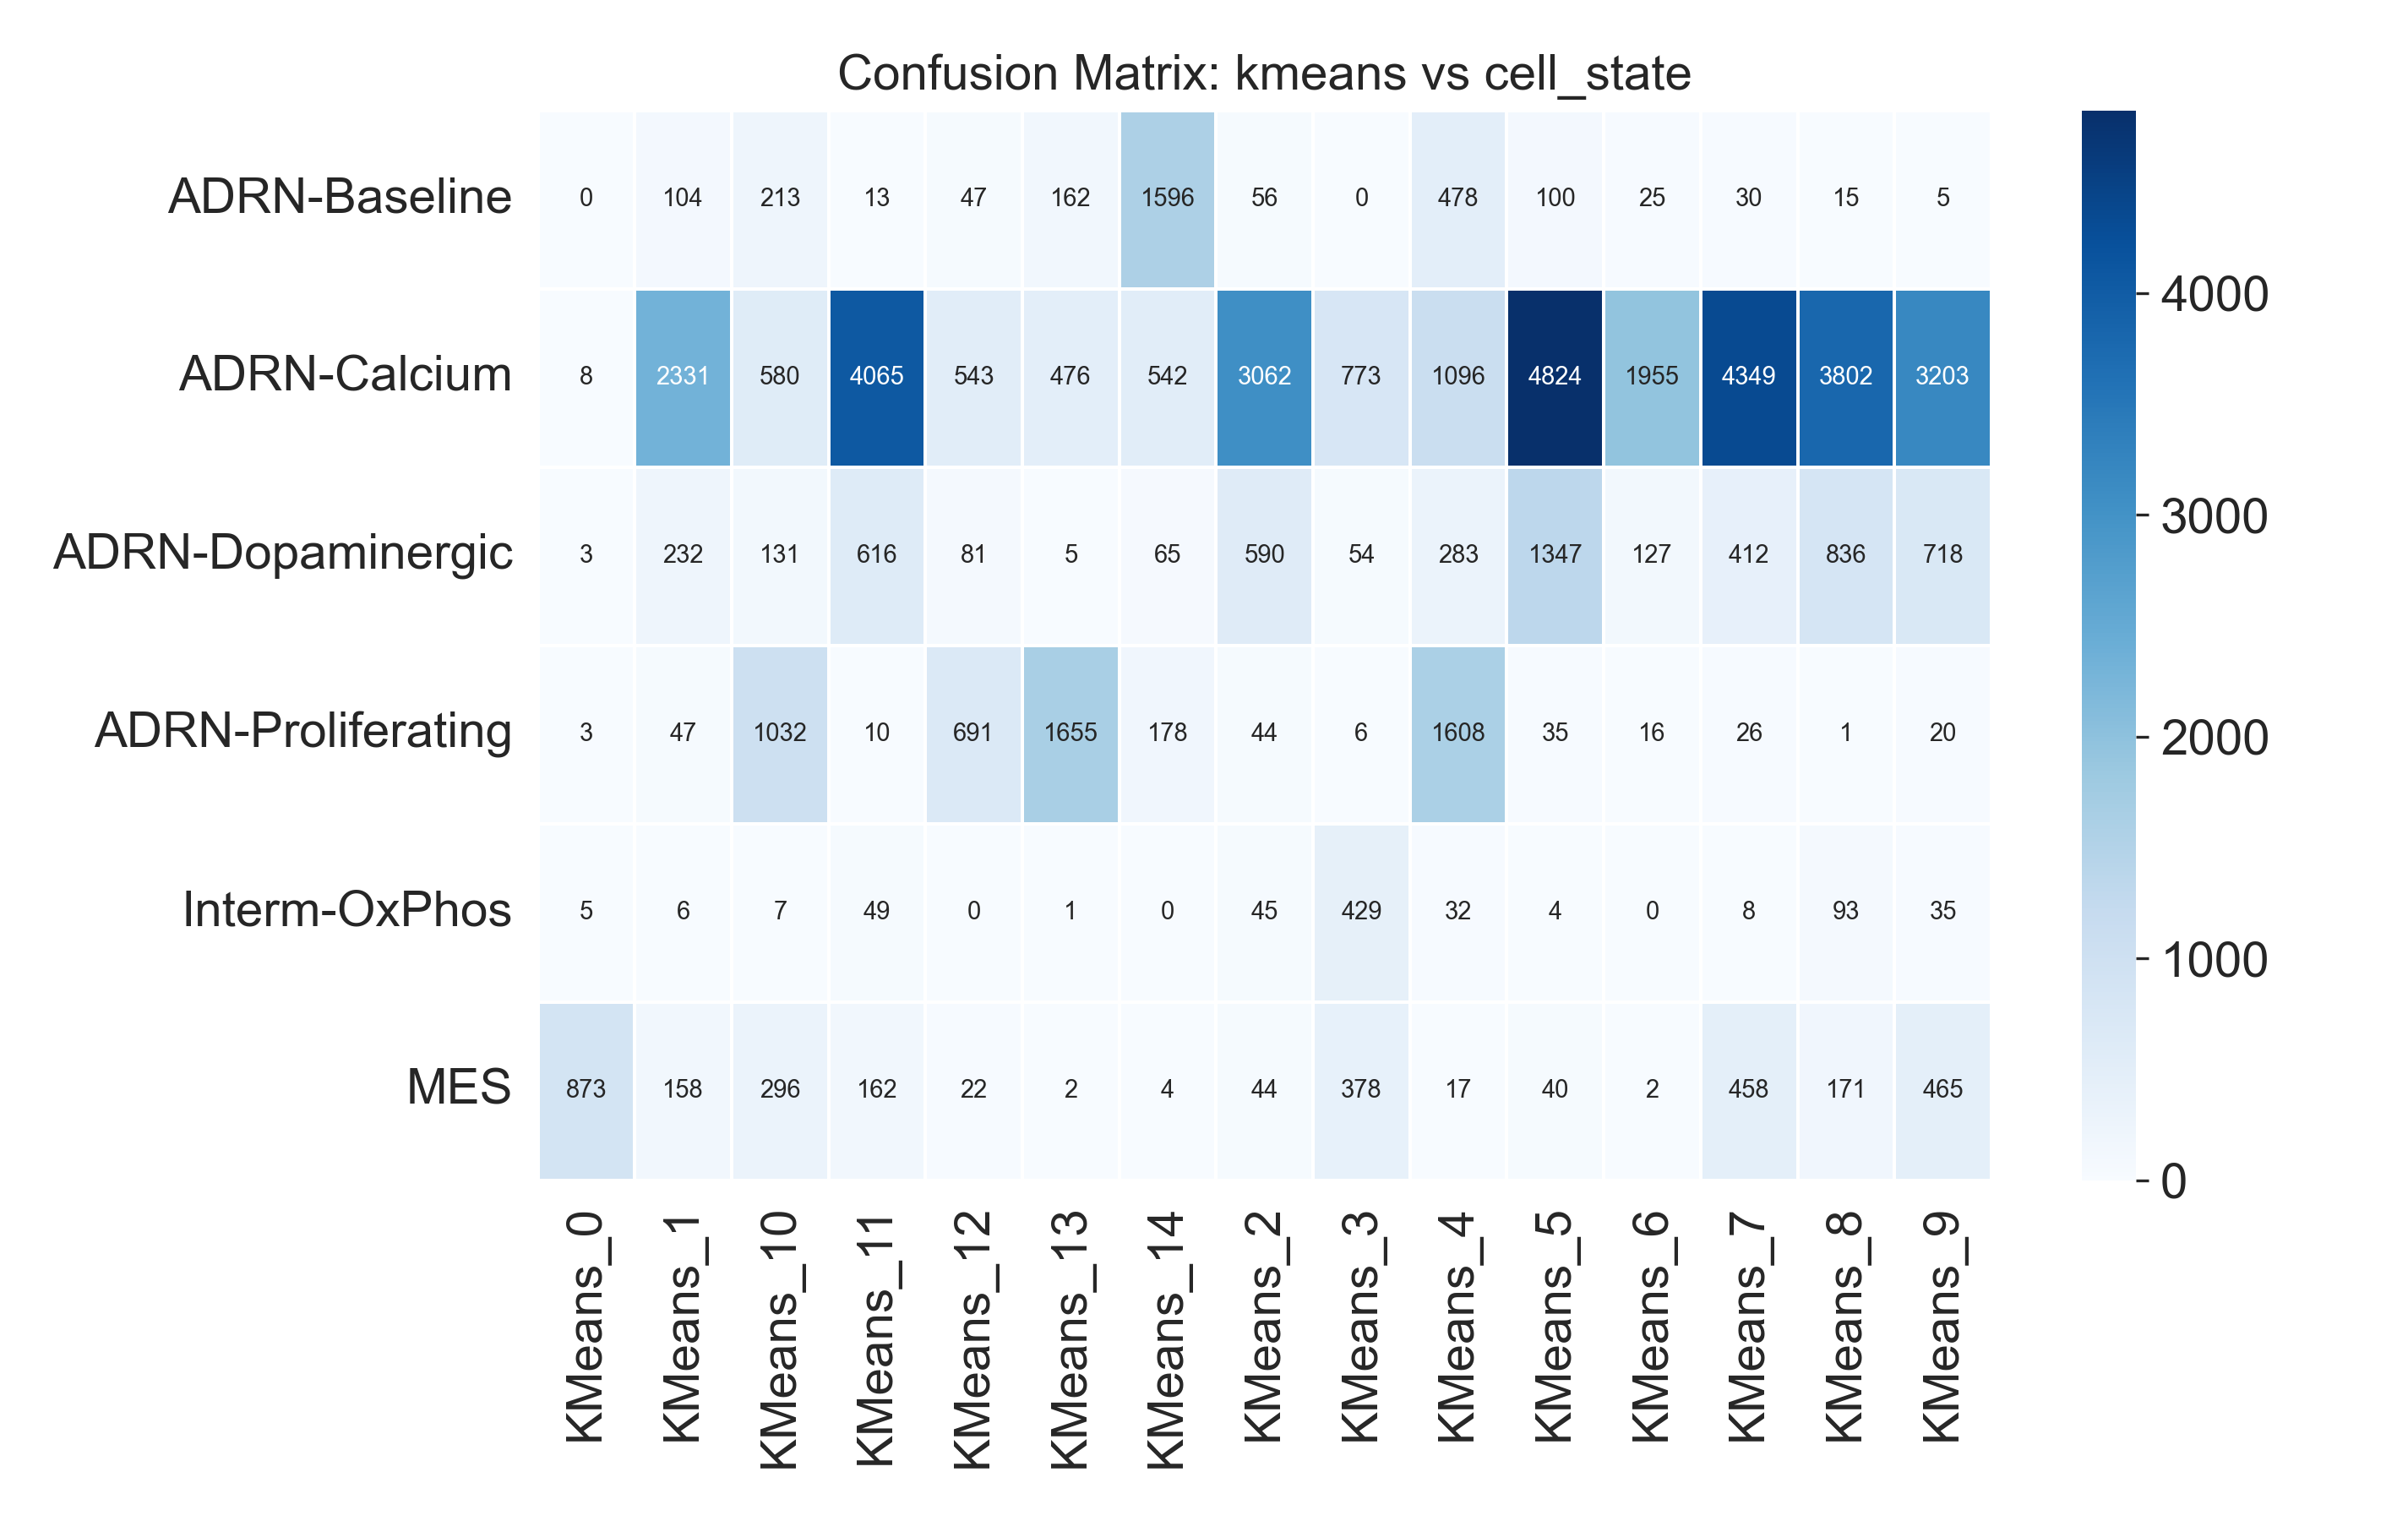 Confusion Matrix: kmeans vs cell_state
ADRN-Baseline 0 104 213 13 47 162 1596 56 0 478 100 25 30 15 5
ADRN-Calcium 8 2331 580 4065 543 476 542 3062 773 1096 4824 1955 4349 3802 3203
ADRN-Dopaminergic 3 232 131 616 81 5 65 590 54 283 1347 127 412 836 718
ADRN-Proliferating 3 47 1032 10 691 1655 178 44 6 1608 35 16 26 1 20
Interm-OxPhos 5 6 7 49 0 1 0 45 429 32 4 0 8 93 35
MES 873 158 296 162 22 2 4 44 378 17 40 2 458 171 465
KMeans_0
KMeans_1
KMeans_10
KMeans_11
KMeans_12
KMeans_13
KMeans_14
KMeans_2
KMeans_3
KMeans_4
KMeans_5
KMeans_6
KMeans_7
KMeans_8
KMeans_9
4000
3000
2000
1000
0